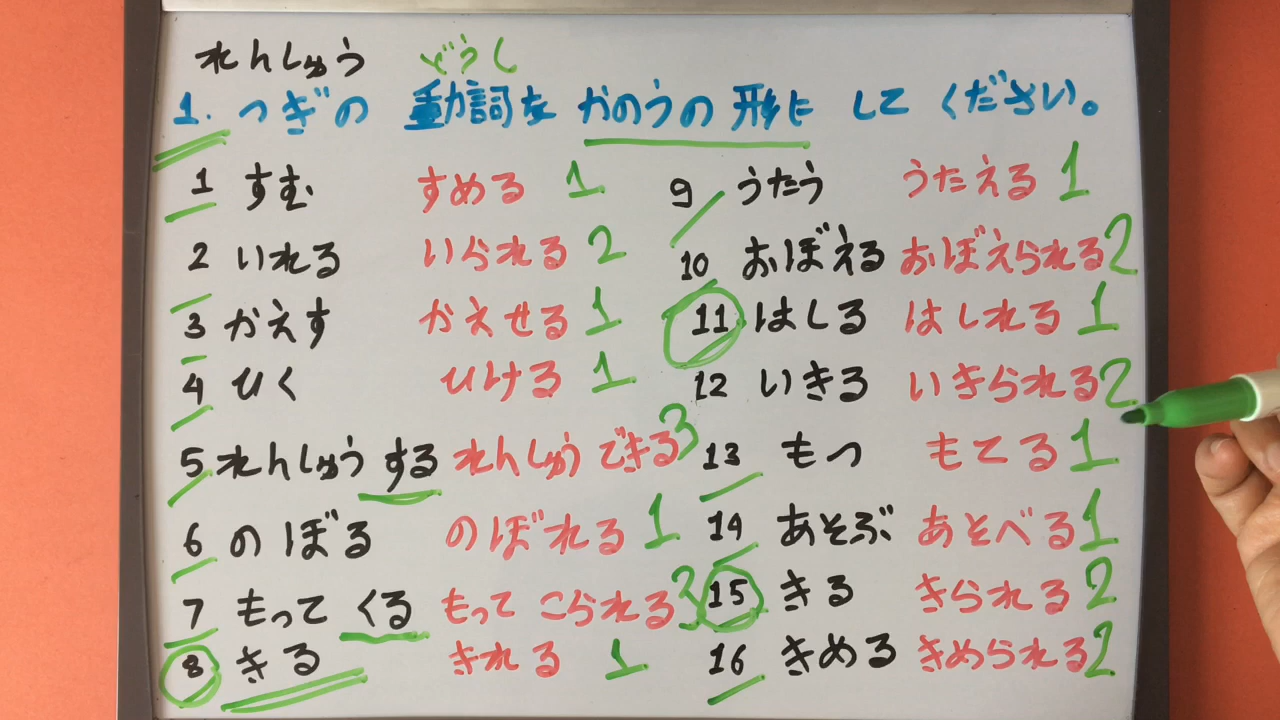 れんしゅう どうし
1. つぎの 動詞を かのうの 形に してください。
1 すむ すめる 1
2 いれる いられる 2
3 かえす かえせる 1
4 ひく ひける 1
5 れんしゅう する れんしゅう できる 3
6 のぼる のぼれる 1
7 もって くる もって こられる 3
8 きる きれる 1
9 うたう うたえる 1
10 おぼえる おぼえられる 2
11 はしる はしれる 1
12 いきる いきられる 2
13 もつ もてる 1
14 あそぶ あそべる 1
15 きる きられる 2
16 きめる きめられる 2